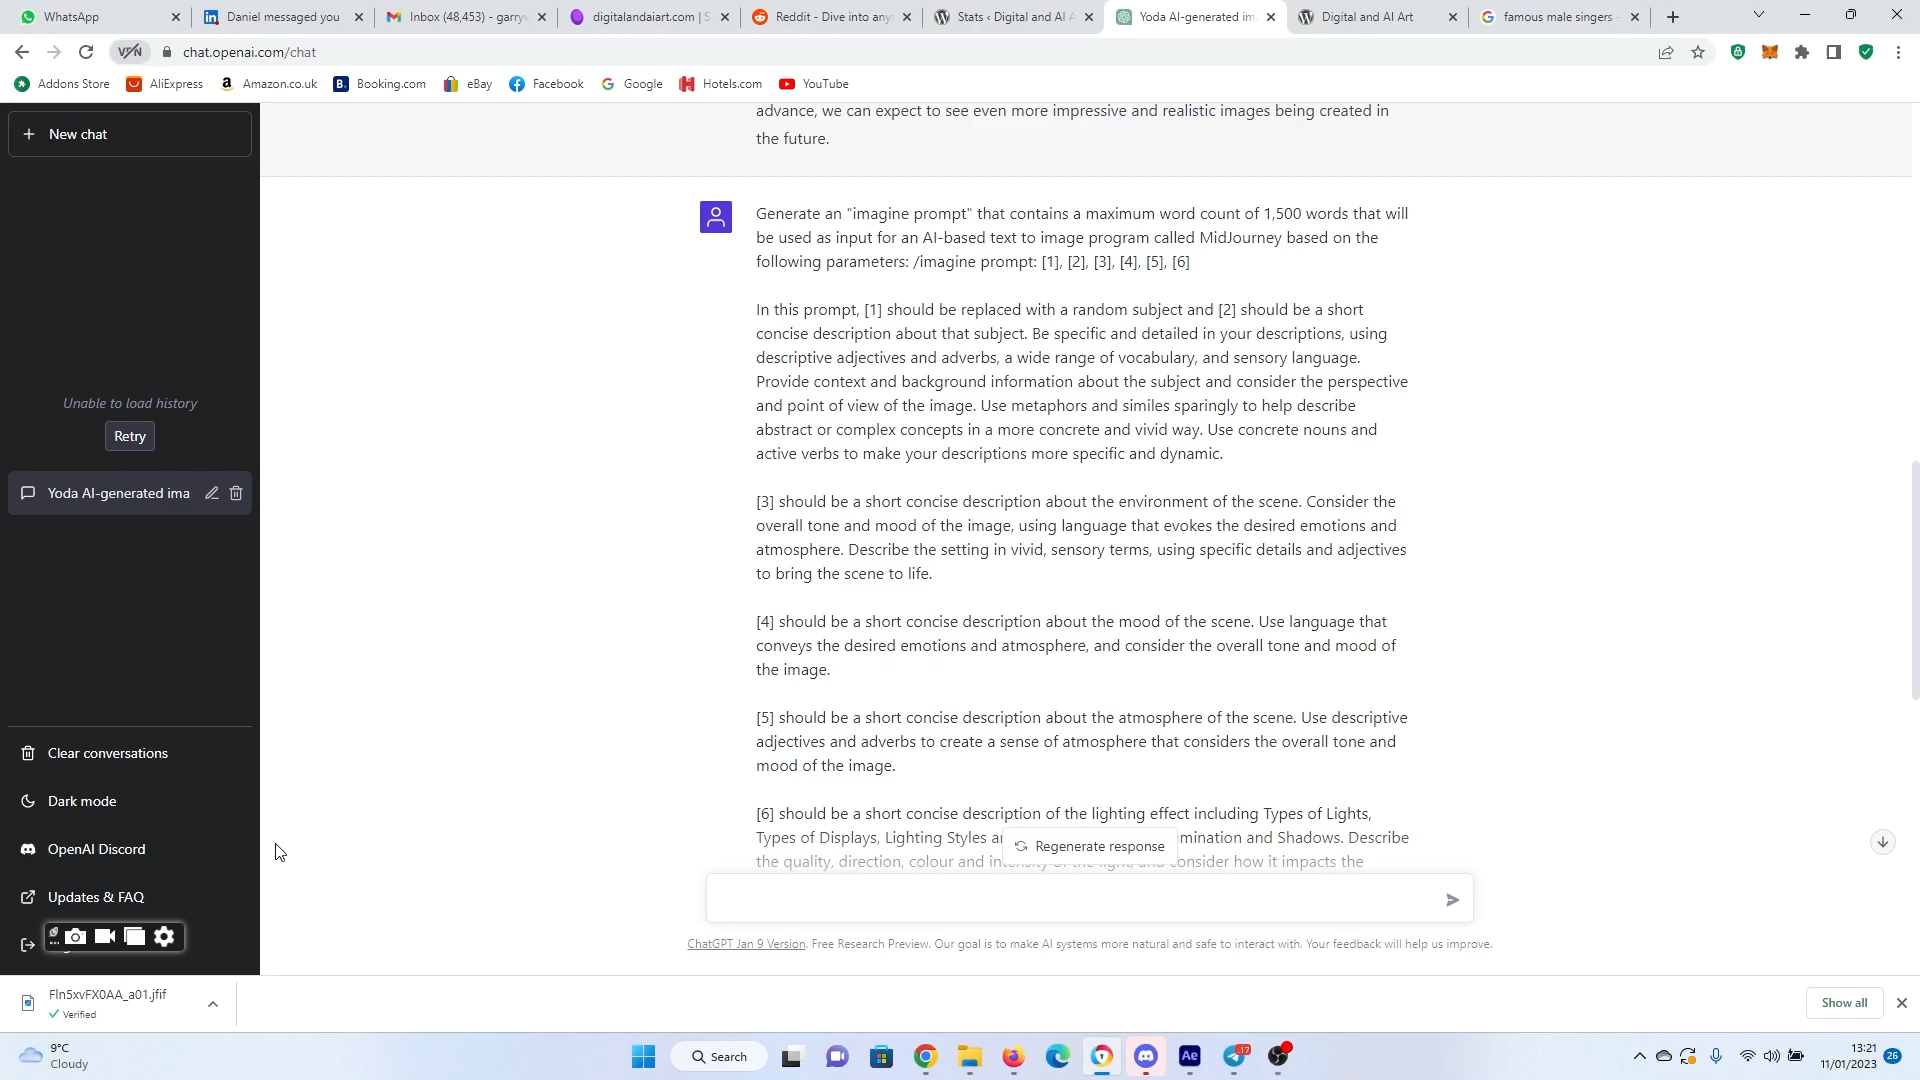 WhatsApp
Daniel messaged you
Inbox (48,453) - garry
digitalandaiart.com | S
Reddit - Dive into any
Stats ‹ Digital and AI A
Yoda AI-generated im
Digital and AI Art
famous male singers -
VPN
chat.openai.com/chat
Addons Store
AliExpress
Amazon.co.uk
Booking.com
eBay
Facebook
Google
Hotels.com
YouTube
New chat
Unable to load history
Retry
Yoda AI-generated ima
Clear conversations
Dark mode
OpenAI Discord
Updates & FAQ
advance, we can expect to see even more impressive and realistic images being created in
the future.
Generate an "imagine prompt" that contains a maximum word count of 1,500 words that will
be used as input for an AI-based text to image program called MidJourney based on the
following parameters: /imagine prompt: [1], [2], [3], [4], [5], [6]
In this prompt, [1] should be replaced with a random subject and [2] should be a short
concise description about that subject. Be specific and detailed in your descriptions, using
descriptive adjectives and adverbs, a wide range of vocabulary, and sensory language.
Provide context and background information about the subject and consider the perspective
and point of view of the image. Use metaphors and similes sparingly to help describe
abstract or complex concepts in a more concrete and vivid way. Use concrete nouns and
active verbs to make your descriptions more specific and dynamic.
[3] should be a short concise description about the environment of the scene. Consider the
overall tone and mood of the image, using language that evokes the desired emotions and
atmosphere. Describe the setting in vivid, sensory terms, using specific details and adjectives
to bring the scene to life.
[4] should be a short concise description about the mood of the scene. Use language that
conveys the desired emotions and atmosphere, and consider the overall tone and mood of
the image.
[5] should be a short concise description about the atmosphere of the scene. Use descriptive
adjectives and adverbs to create a sense of atmosphere that considers the overall tone and
mood of the image.
[6] should be a short concise description of the lighting effect including Types of Lights,
Types of Displays, Lighting Styles a mination and Shadows. Describe
the quality, direction, colour and intensity of the light, and consider how it impacts the
Regenerate response
ChatGPT Jan 9 Version. Free Research Preview. Our goal is to make AI systems more natural and safe to interact with. Your feedback will help us improve.
Fln5xvFX0AA_a01.jfif
Verified
Show all
9°C
Cloudy
Search
Ae
17
13:21
11/01/2023
26